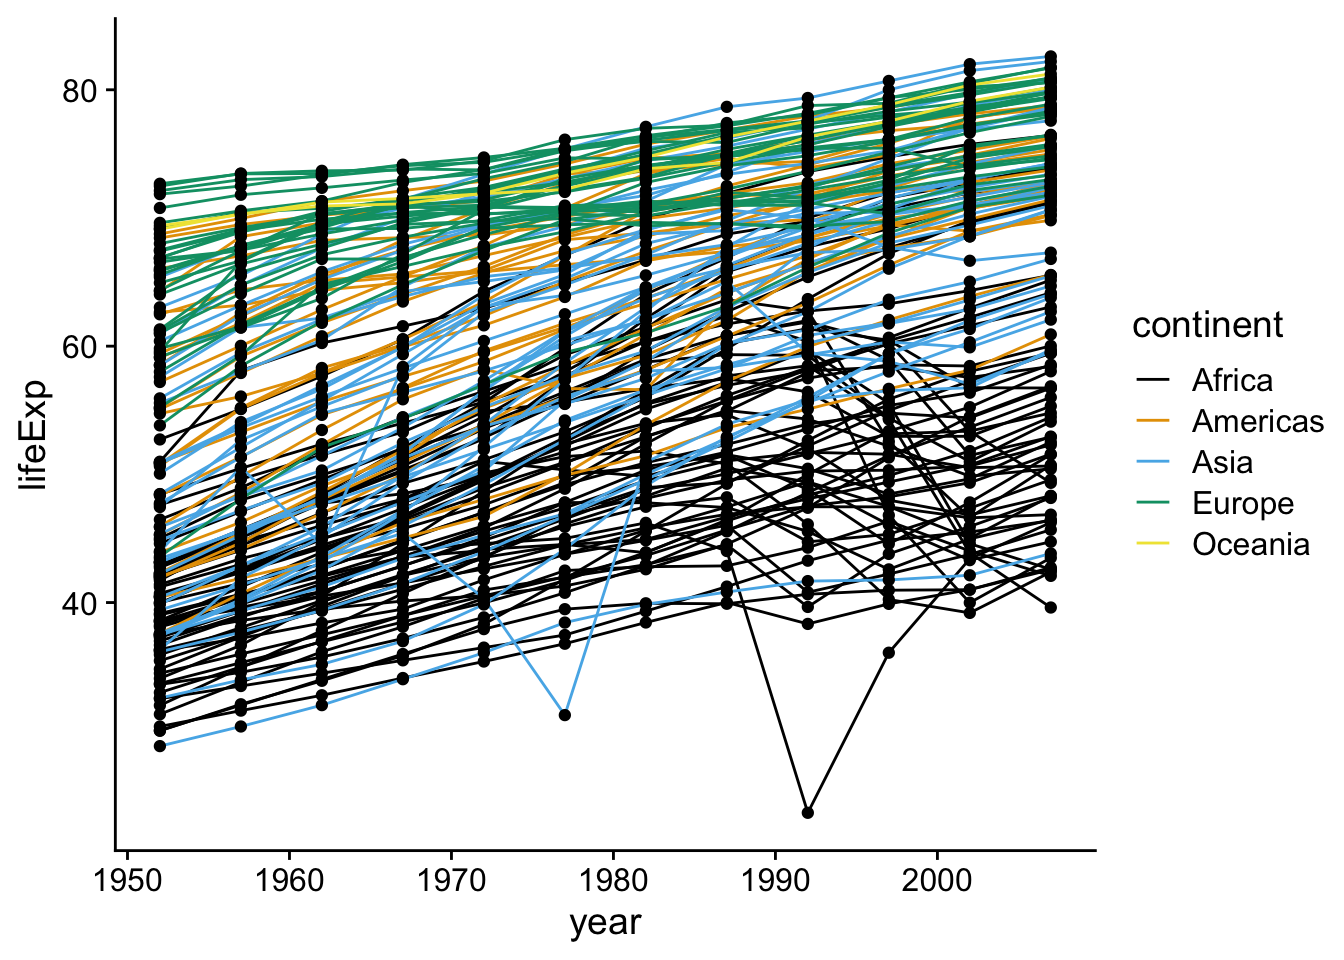 80
60
40
lifeExp
1950 1960 1970 1980 1990 2000
year
continent
Africa
Americas
Asia
Europe
Oceania